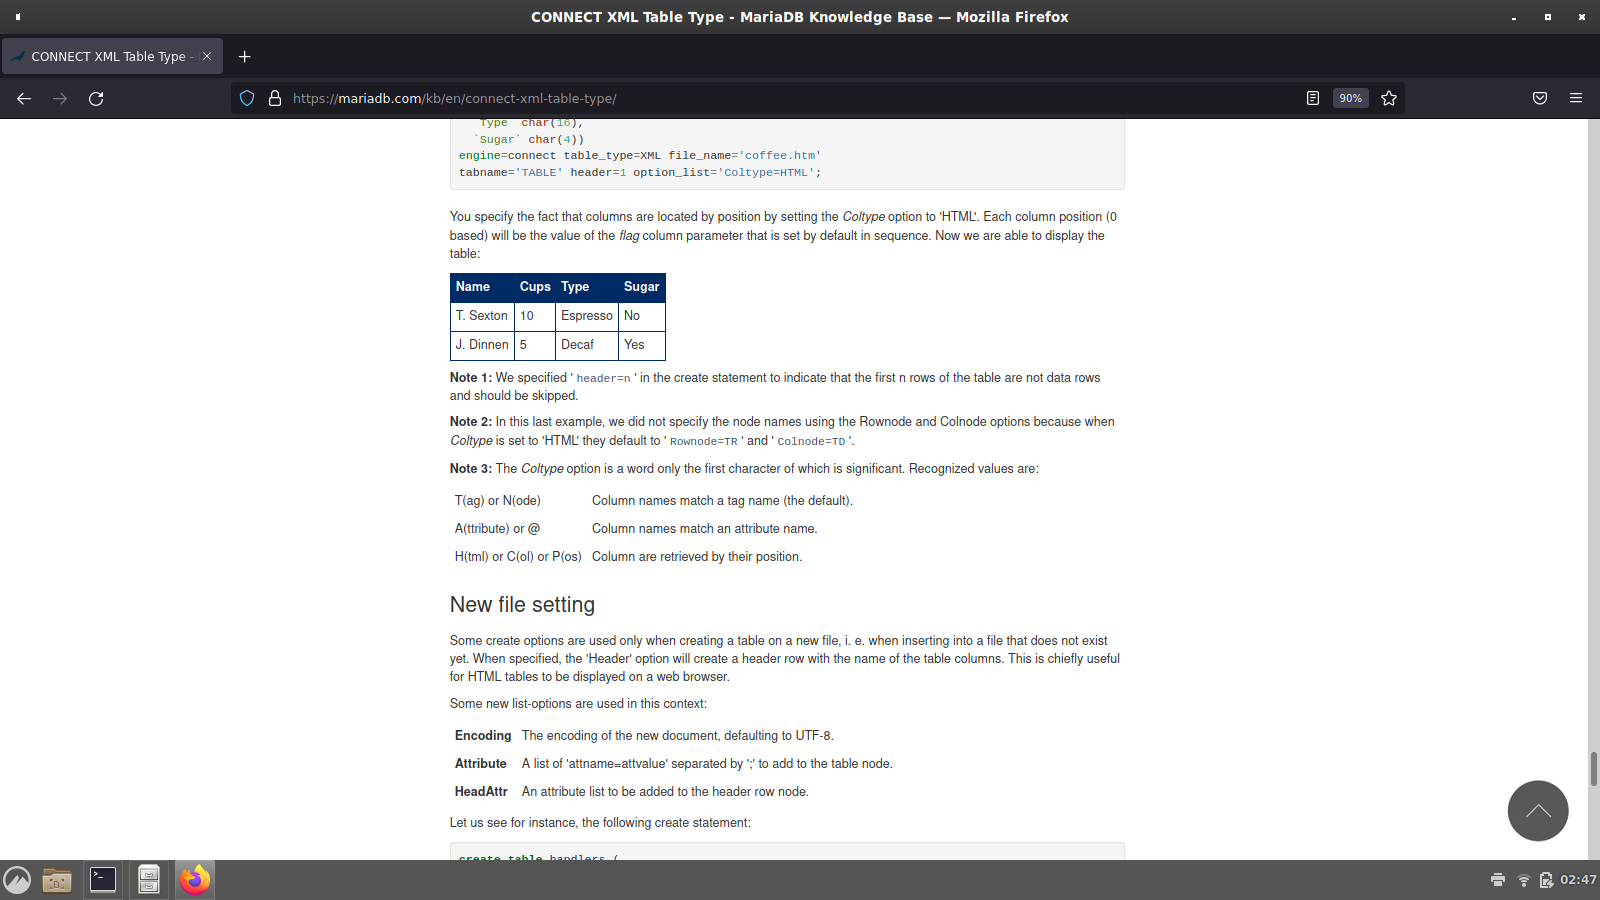 CONNECT XML Table Type - MariaDB Knowledge Base — Mozilla Firefox
CONNECT XML Table Type -
https://mariadb.com/kb/en/connect-xml-table-type/
90%
`Type` char(16),
`Sugar` char(4))
engine=connect table_type=XML file_name='coffee.htm'
tabname='TABLE' header=1 option_list='Coltype=HTML';
You specify the fact that columns are located by position by setting the Coltype option to 'HTML'. Each column position (0
based) will be the value of the flag column parameter that is set by default in sequence. Now we are able to display the
table:
Name Cups Type Sugar
T. Sexton 10 Espresso No
J. Dinnen 5 Decaf Yes
Note 1: We specified ' header=n ' in the create statement to indicate that the first n rows of the table are not data rows
and should be skipped.
Note 2: In this last example, we did not specify the node names using the Rownode and Colnode options because when
Coltype is set to 'HTML' they default to ' Rownode=TR ' and ' Colnode=TD '.
Note 3: The Coltype option is a word only the first character of which is significant. Recognized values are:
T(ag) or N(ode) Column names match a tag name (the default).
A(ttribute) or @ Column names match an attribute name.
H(tml) or C(ol) or P(os) Column are retrieved by their position.
New file setting
Some create options are used only when creating a table on a new file, i. e. when inserting into a file that does not exist
yet. When specified, the 'Header' option will create a header row with the name of the table columns. This is chiefly useful
for HTML tables to be displayed on a web browser.
Some new list-options are used in this context:
Encoding The encoding of the new document, defaulting to UTF-8.
Attribute A list of 'attname=attvalue' separated by ';' to add to the table node.
HeadAttr An attribute list to be added to the header row node.
Let us see for instance, the following create statement:
create table handlers (
02:47